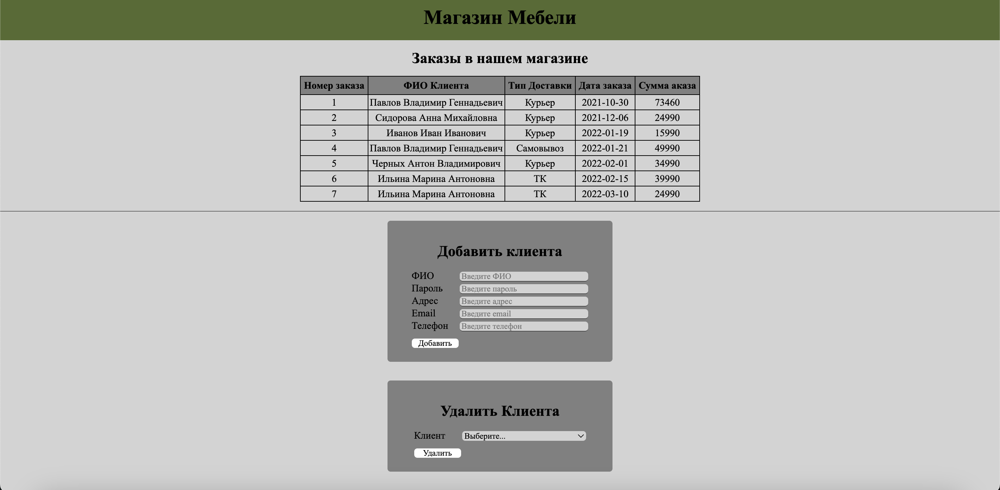 Магазин Мебели
Заказы в нашем магазине
Номер заказа ФИО Клиента Тип Доставки Дата заказа Сумма аказа
1 Павлов Владимир Геннадьевич Курьер 2021-10-30 73460
2 Сидорова Анна Михайловна Курьер 2021-12-06 24990
3 Иванов Иван Иванович Курьер 2022-01-19 15990
4 Павлов Владимир Геннадьевич Самовывоз 2022-01-21 49990
5 Черных Антон Владимирович Курьер 2022-02-01 34990
6 Ильина Марина Антоновна ТК 2022-02-15 39990
7 Ильина Марина Антоновна ТК 2022-03-10 24990
Добавить клиента
ФИО Введите ФИО
Пароль Введите пароль
Адрес Введите адрес
Email Введите email
Телефон Введите телефон
Добавить
Удалить Клиента
Клиент Выберите...
Удалить